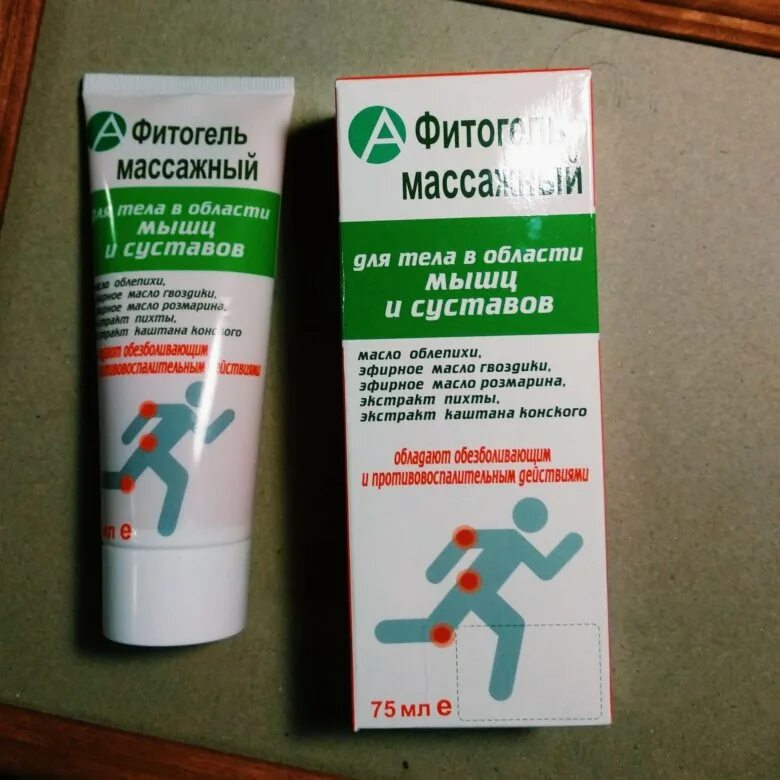 А Фитогель
массажный
для тела в области
мышц
и суставов
масло облепихи,
эфирное масло гвоздики,
эфирное масло розмарина,
экстракт пихты,
экстракт каштана конского
обладают обезболивающим
противовоспалительным действиями
мл е
А Фитогель
массажный
для тела в области
мышц
и суставов
масло облепихи,
эфирное масло гвоздики,
эфирное масло розмарина,
экстракт пихты,
экстракт каштана конского
обладают обезболивающим
и противовоспалительным действиями
75 мл е